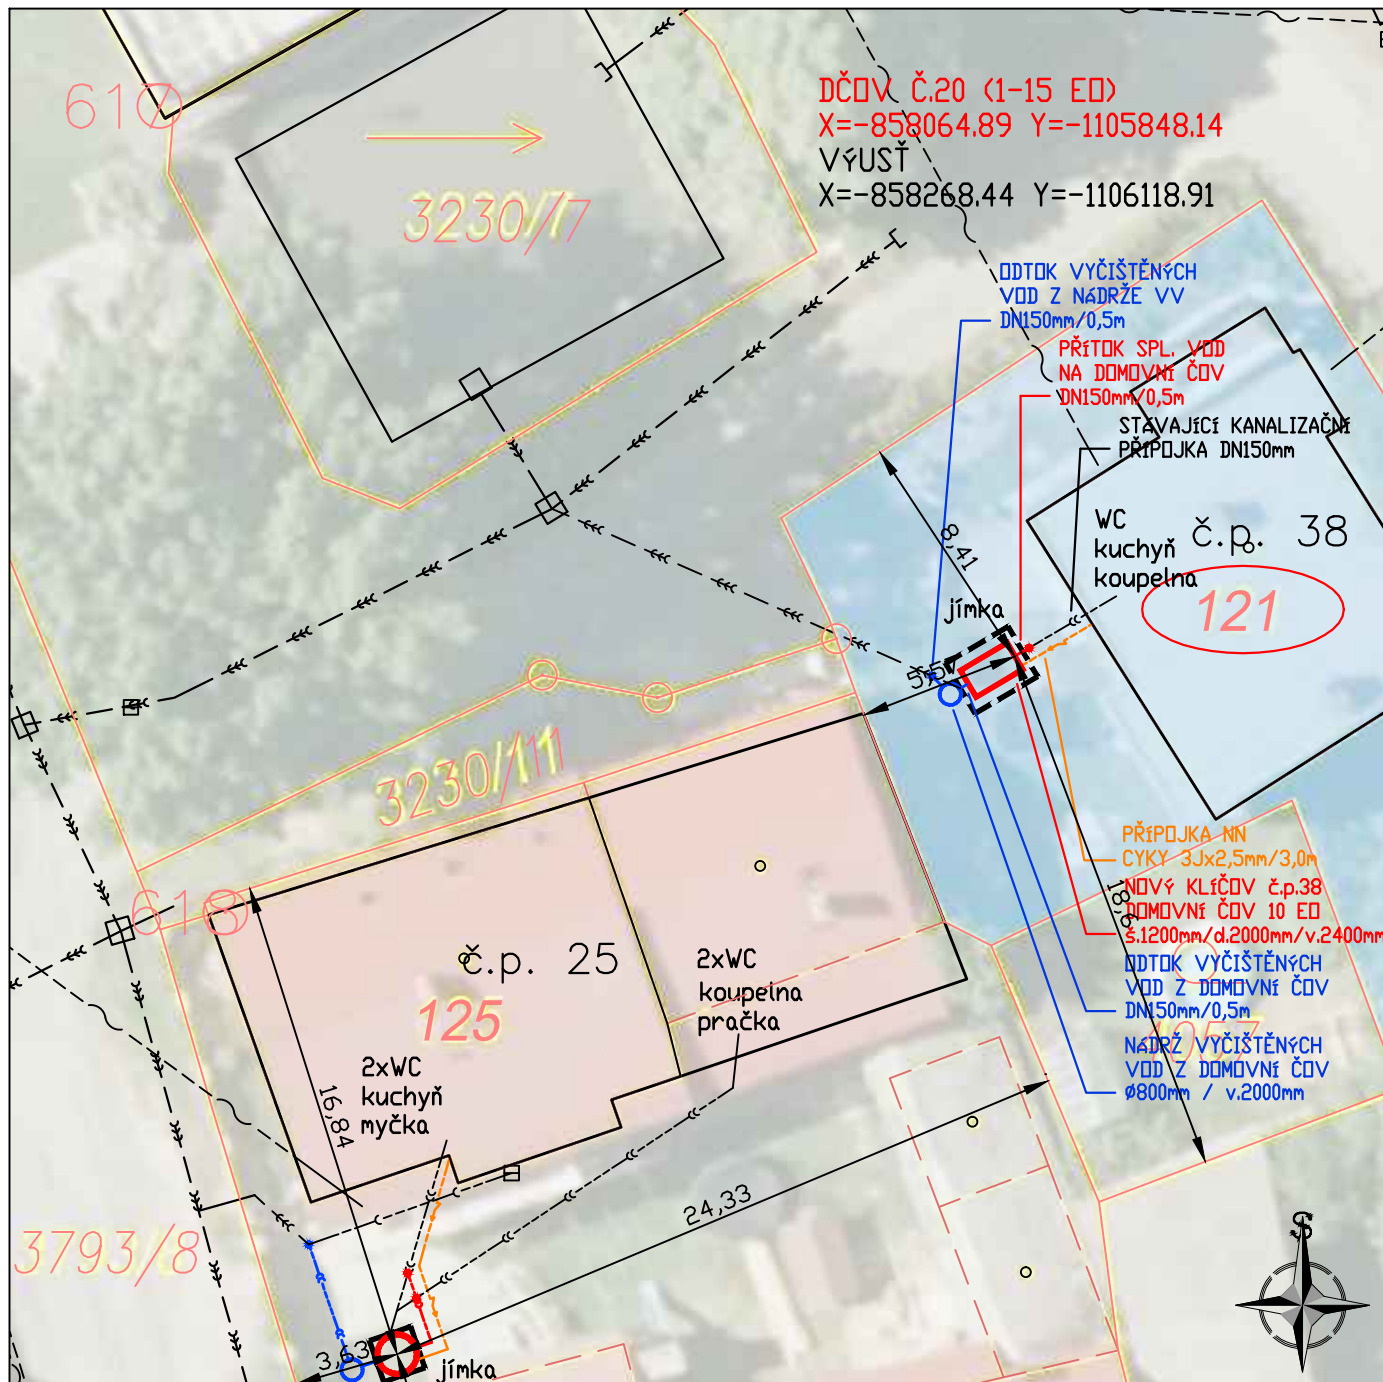 617
DČOV Č.20 (1-15 EO)
X=-858064.89 Y=-1105848.14
VÝUSŤ
X=-858268.44 Y=-1106118.91
3230/7
ODTOK VYČIŠTĚNÝCH
VOD Z NÁDRŽE VV
DN150mm/0,5m
PŘÍTOK SPL. VOD
NA DOMOVNÍ ČOV
DN150mm/0,5m
STÁVAJÍCÍ KANALIZAČNÍ
PŘÍPOJKA DN150mm
WC
kuchyň
koupelna
č.p. 38
121
8,41
jímka
5,57
3230/111
PŘÍPOJKA NN
CYKY 3Jx2,5mm/3,0m
18,6
NOVÝ KLÍČOV č.p.38
DOMOVNÍ ČOV 10 EO
š.1200mm/d.2000mm/v.2400mm
ODTOK VYČIŠTĚNÝCH
VOD Z DOMOVNÍ ČOV
DN150mm/0,5m
1057
NÁDRŽ VYČIŠTĚNÝCH
VOD Z DOMOVNÍ ČOV
Ø800mm / v.2000mm
618
č.p. 25
125
2xWC
koupelna
pračka
2xWC
kuchyň
myčka
16,84
24,33
3793/8
3,63
jímka
S